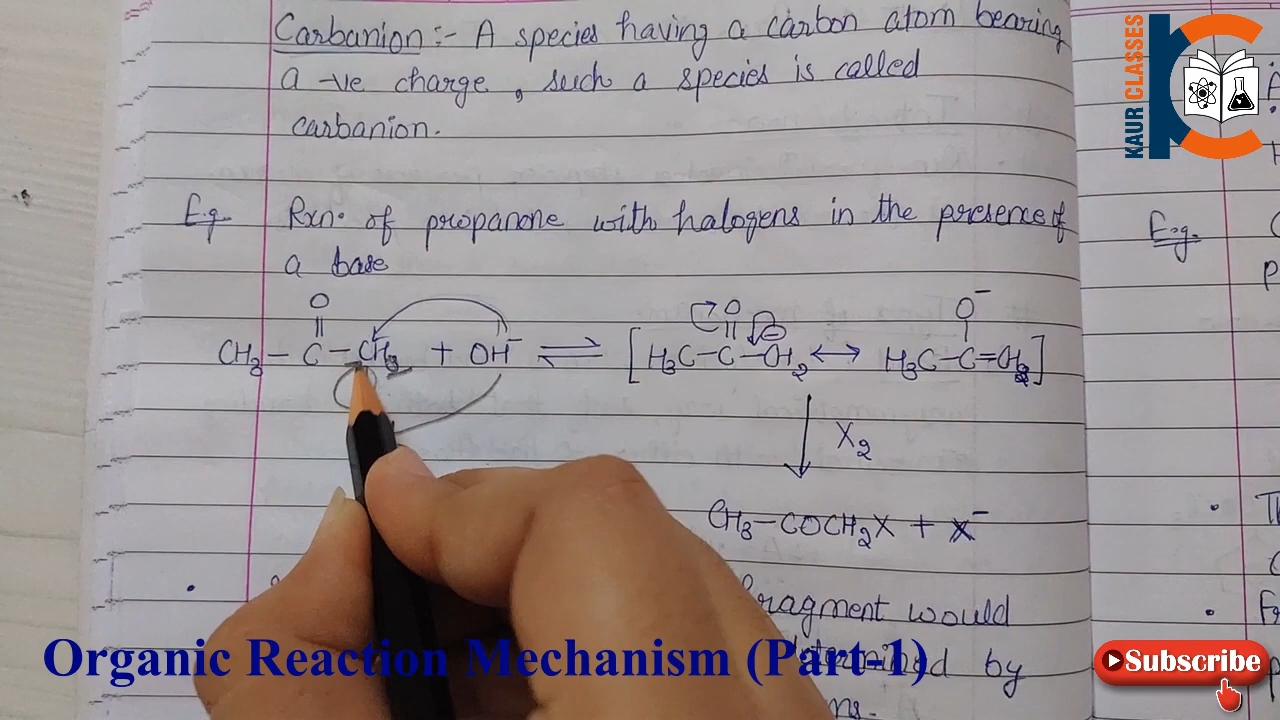 Carbanion:- A species having a carbon atom bearing
a -ve charge, such a species is called
carbanion.
E.g. Rxn. of propanone with halogens in the presence of
a base
O O O⁻
CH₃-C-CH₃ + OH⁻ ⇌ [H₃C-C-CH₂ ↔ H₃C-C=CH₂]
X₂
CH₃-COCH₂X + X⁻
fragment would
by
KAUR CLASSES
E.g.
Organic Reaction Mechanism (Part-1)
Subscribe